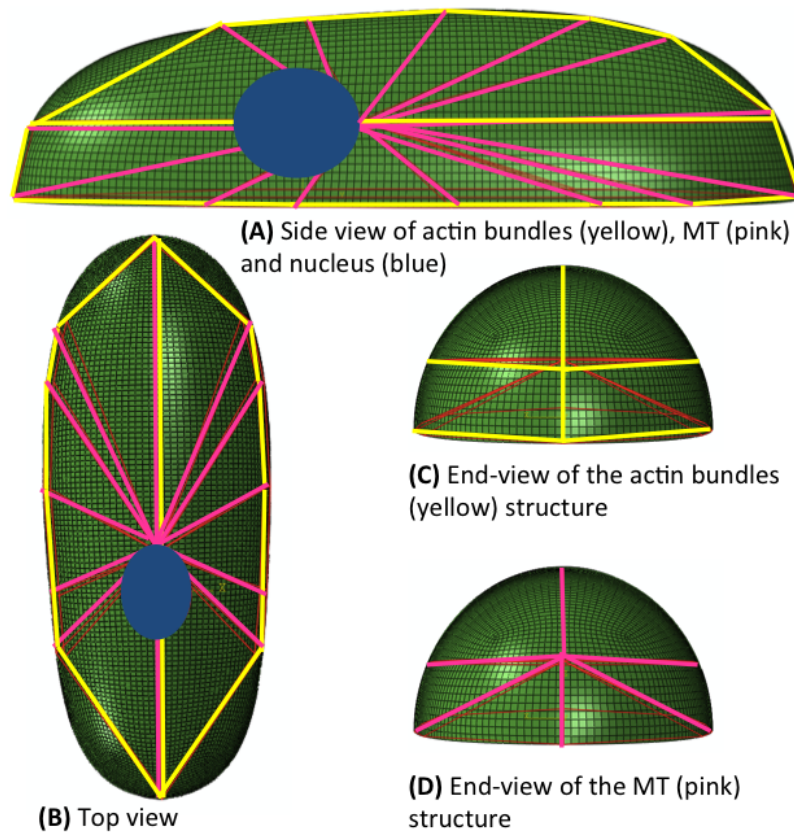 (A) Side view of actin bundles (yellow), MT (pink)
and nucleus (blue)
(C) End-view of the actin bundles
(yellow) structure
(D) End-view of the MT (pink)
structure
(B) Top view